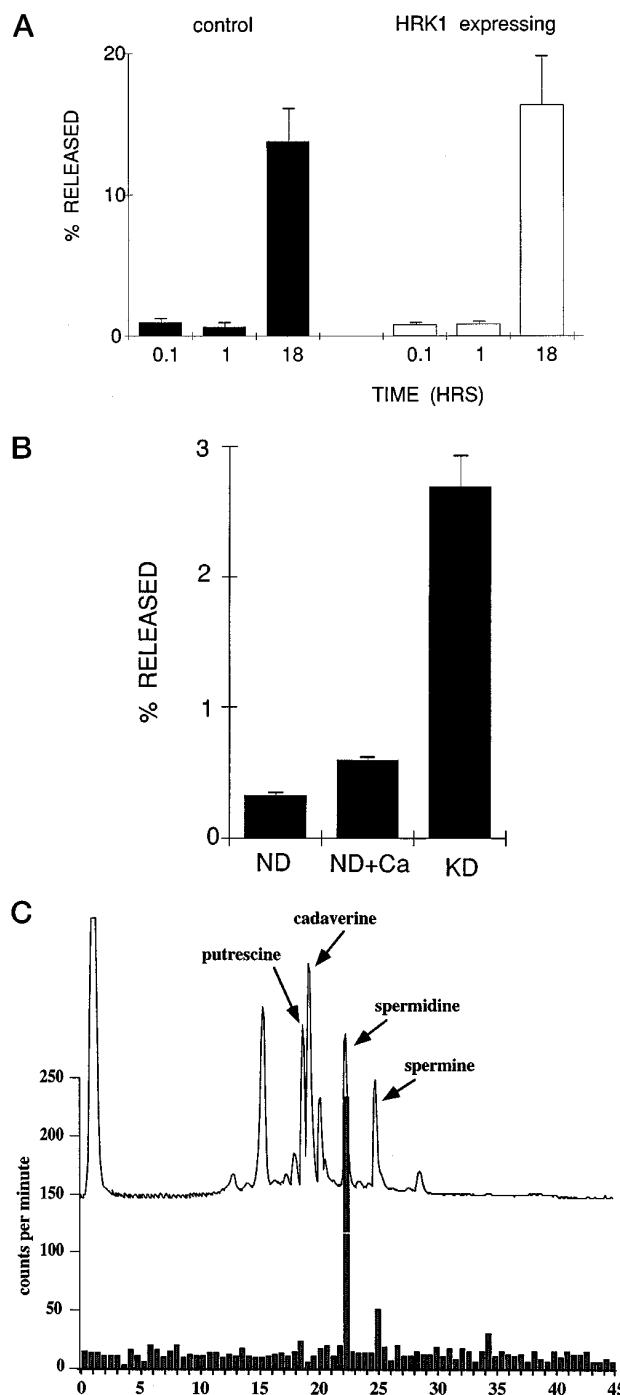 A
control
HRK1 expressing
20
10
0
% RELEASED
0.1 1 18 0.1 1 18
TIME (HRS)
B
3
2
1
0
% RELEASED
ND ND+Ca KD
C
cadaverine
putrescine
spermidine
spermine
250
200
150
100
50
0
counts per minute
0 5 10 15 20 25 30 35 40 45